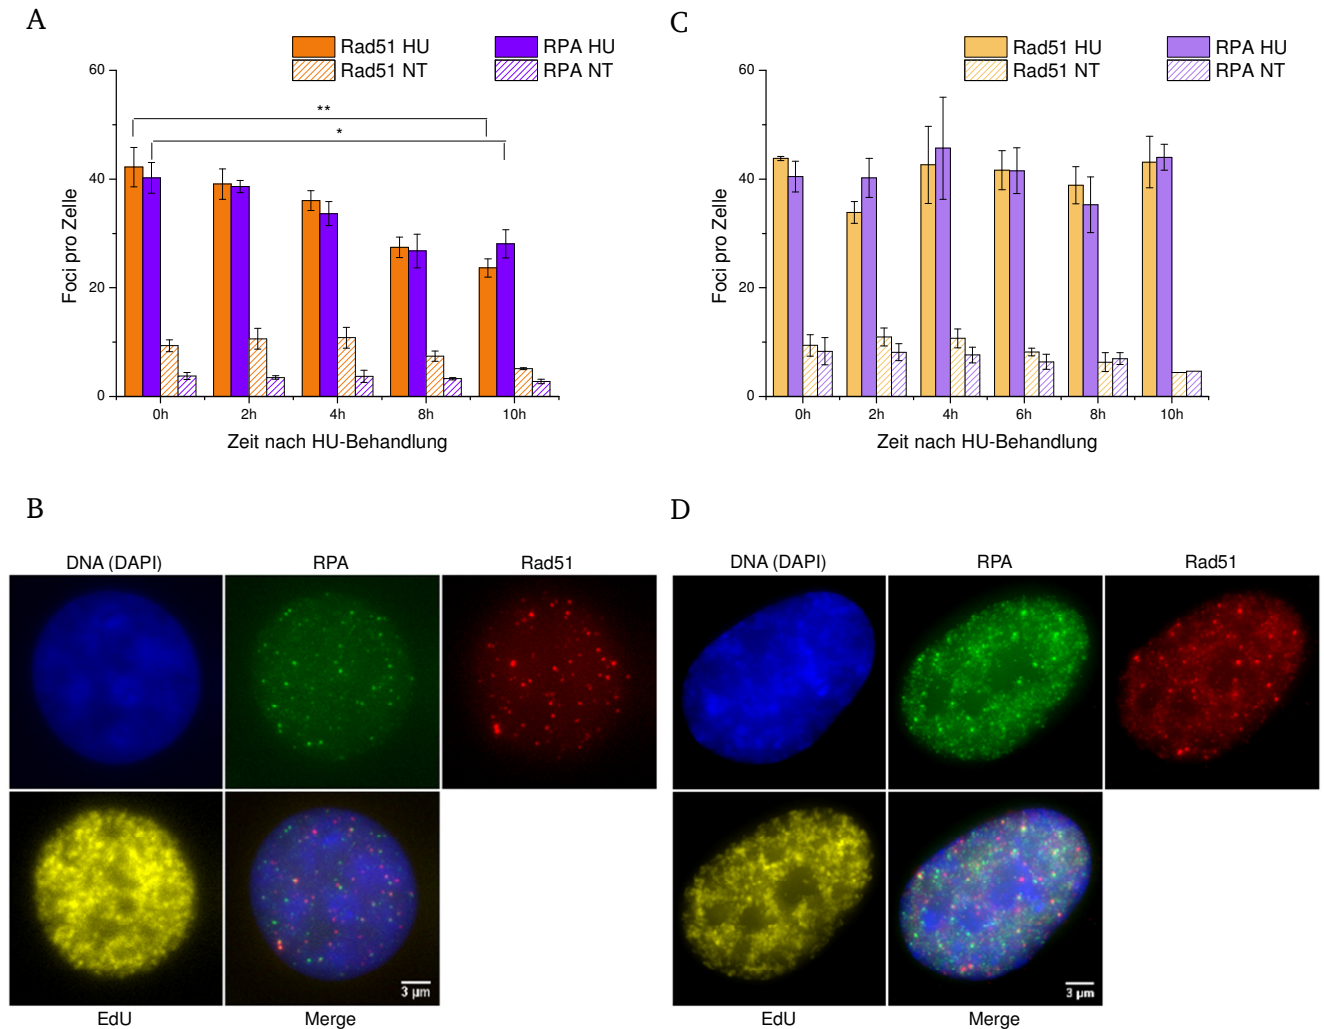 A
Rad51 HU RPA HU
Rad51 NT RPA NT
60
40
20
0
Foci pro Zelle
**
*
0h 2h 4h 8h 10h
Zeit nach HU-Behandlung
C
Rad51 HU RPA HU
Rad51 NT RPA NT
60
40
20
0
Foci pro Zelle
0h 2h 4h 6h 8h 10h
Zeit nach HU-Behandlung
B
DNA (DAPI) RPA Rad51
3 µm
EdU Merge
D
DNA (DAPI) RPA Rad51
3 µm
EdU Merge